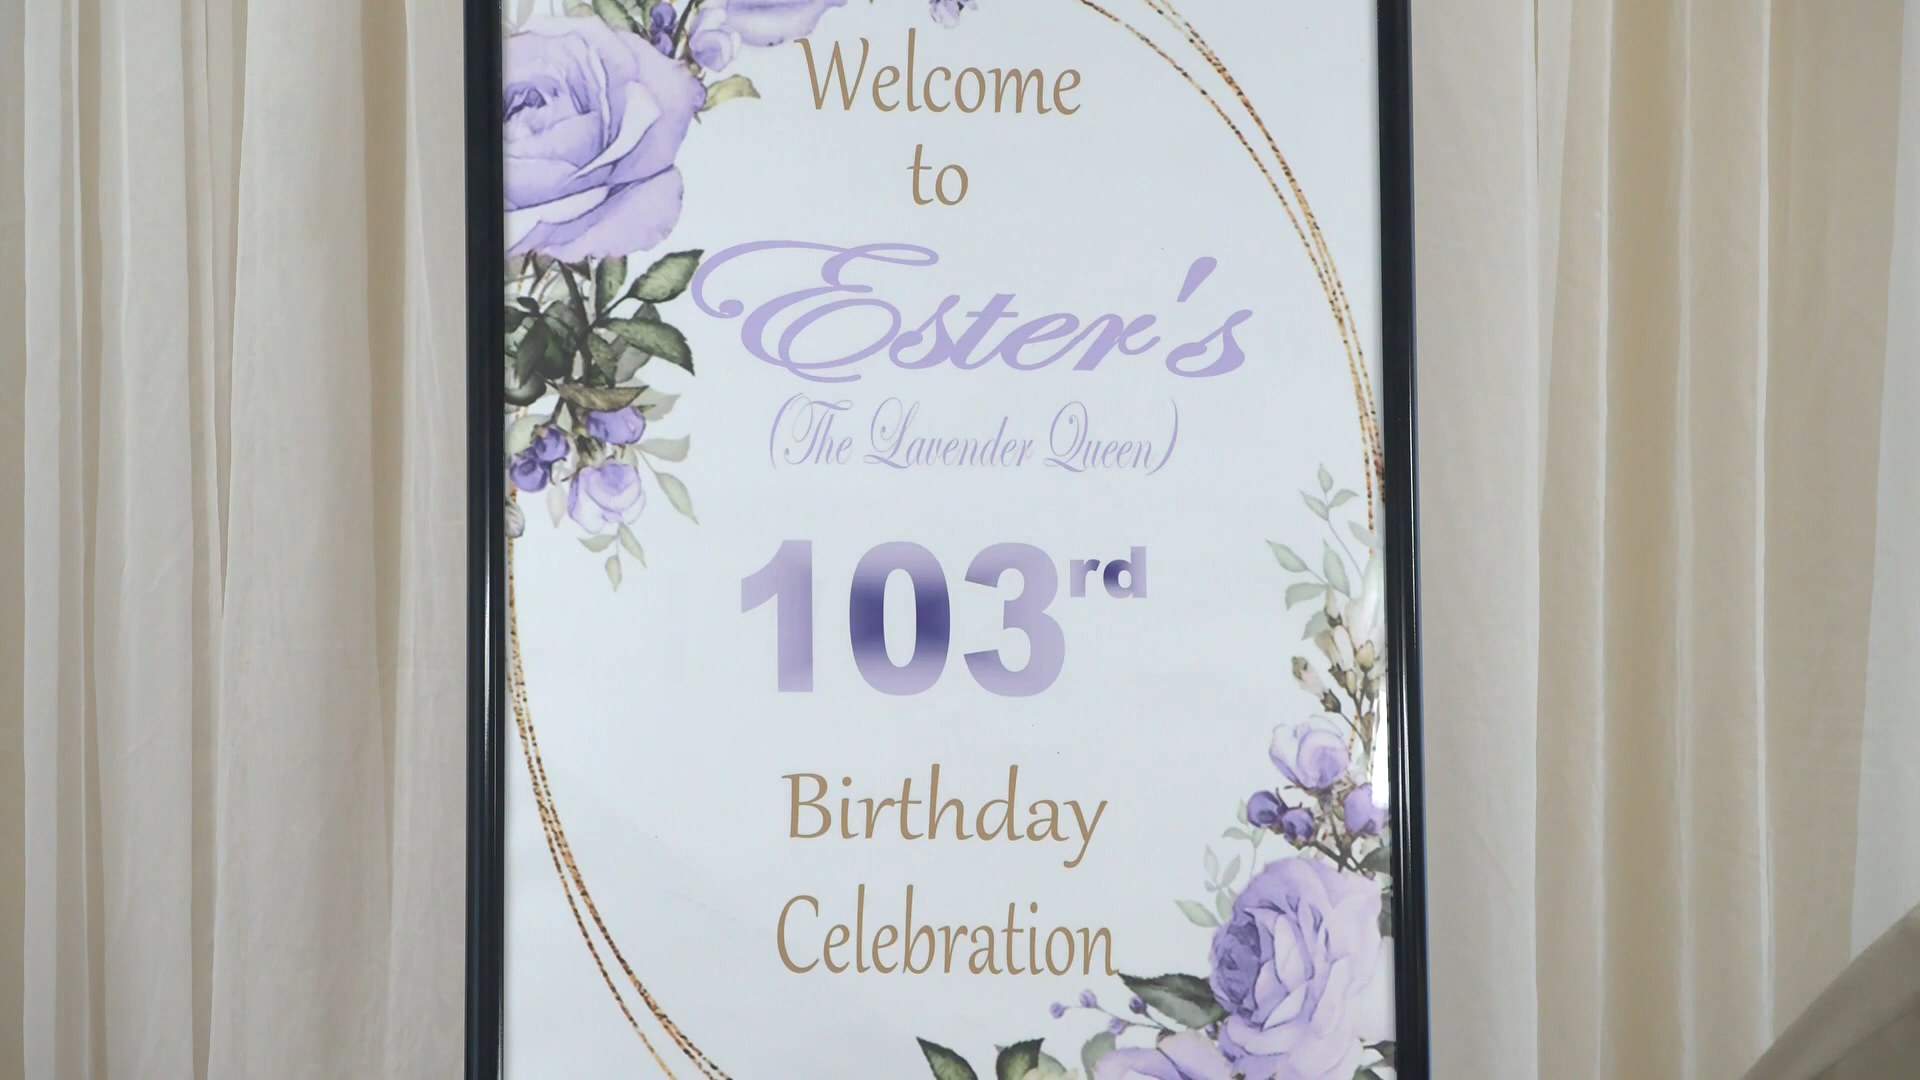 Welcome
to
Ester's
(The Lavender Queen)
103rd
Birthday
Celebration